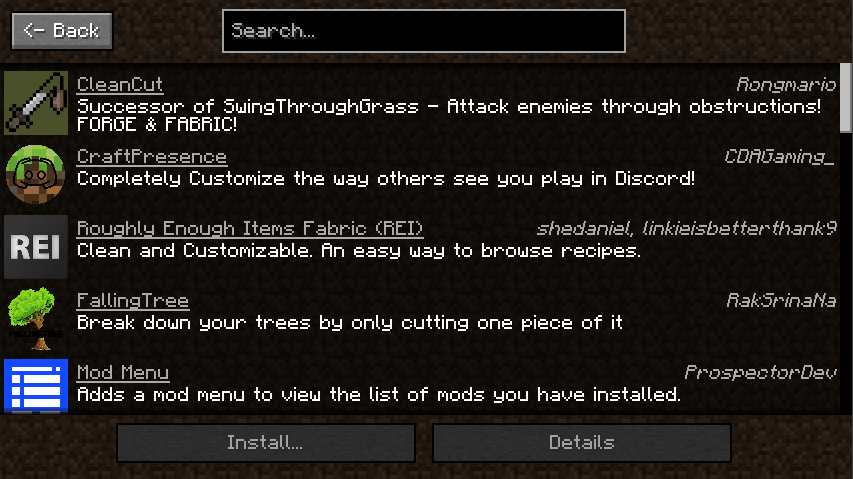 <- Back
Search...
CleanCut
Rongmario
Successor of SwingThroughGrass - Attack enemies through obstructions!
FORGE & FABRIC!
CraftPresence
CDAGaming_
Completely Customize the way others see you play in Discord!
REI
Roughly Enough Items Fabric (REI)
shedaniel, linkieisbetterthank9
Clean and Customizable. An easy way to browse recipes.
FallingTree
RakSrinaNa
Break down your trees by only cutting one piece of it
Mod Menu
ProspectorDev
Adds a mod menu to view the list of mods you have installed.
Install...
Details